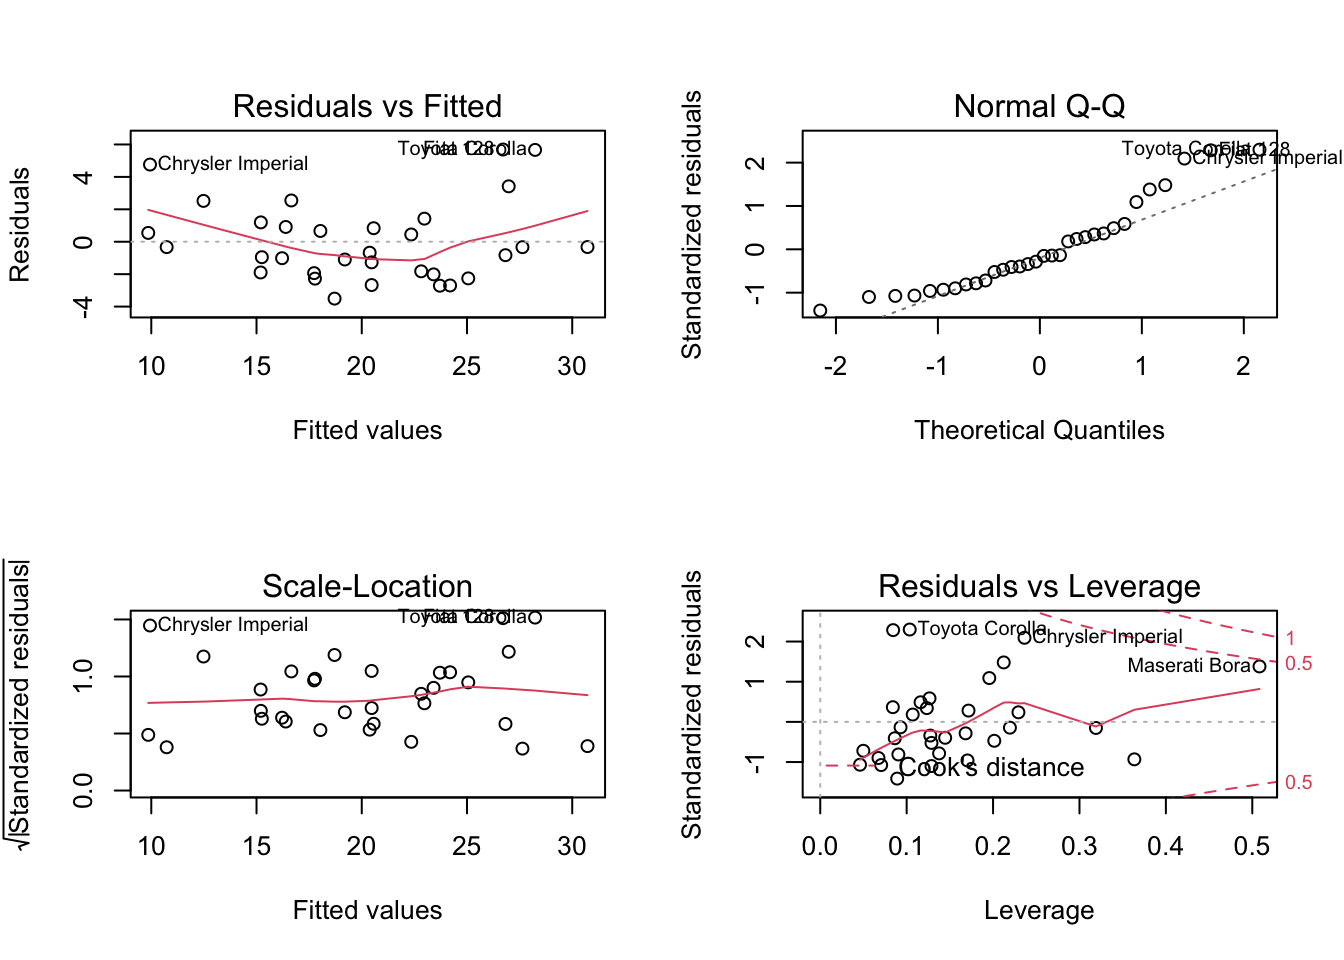 Residuals vs Fitted
Residuals
4
0
-4
Toyota Corolla
Fiat 128
Chrysler Imperial
10 15 20 25 30
Fitted values
Normal Q-Q
Standardized residuals
2
1
0
-1
Toyota Corolla
Fiat 128
Chrysler Imperial
-2 -1 0 1 2
Theoretical Quantiles
Scale-Location
√|Standardized residuals|
1.0
0.0
Toyota Corolla
Fiat 128
Chrysler Imperial
10 15 20 25 30
Fitted values
Residuals vs Leverage
Standardized residuals
2
1
-1
Toyota Corolla
Chrysler Imperial
Maserati Bora
Cook's distance
1
0.5
0.5
0.0 0.1 0.2 0.3 0.4 0.5
Leverage